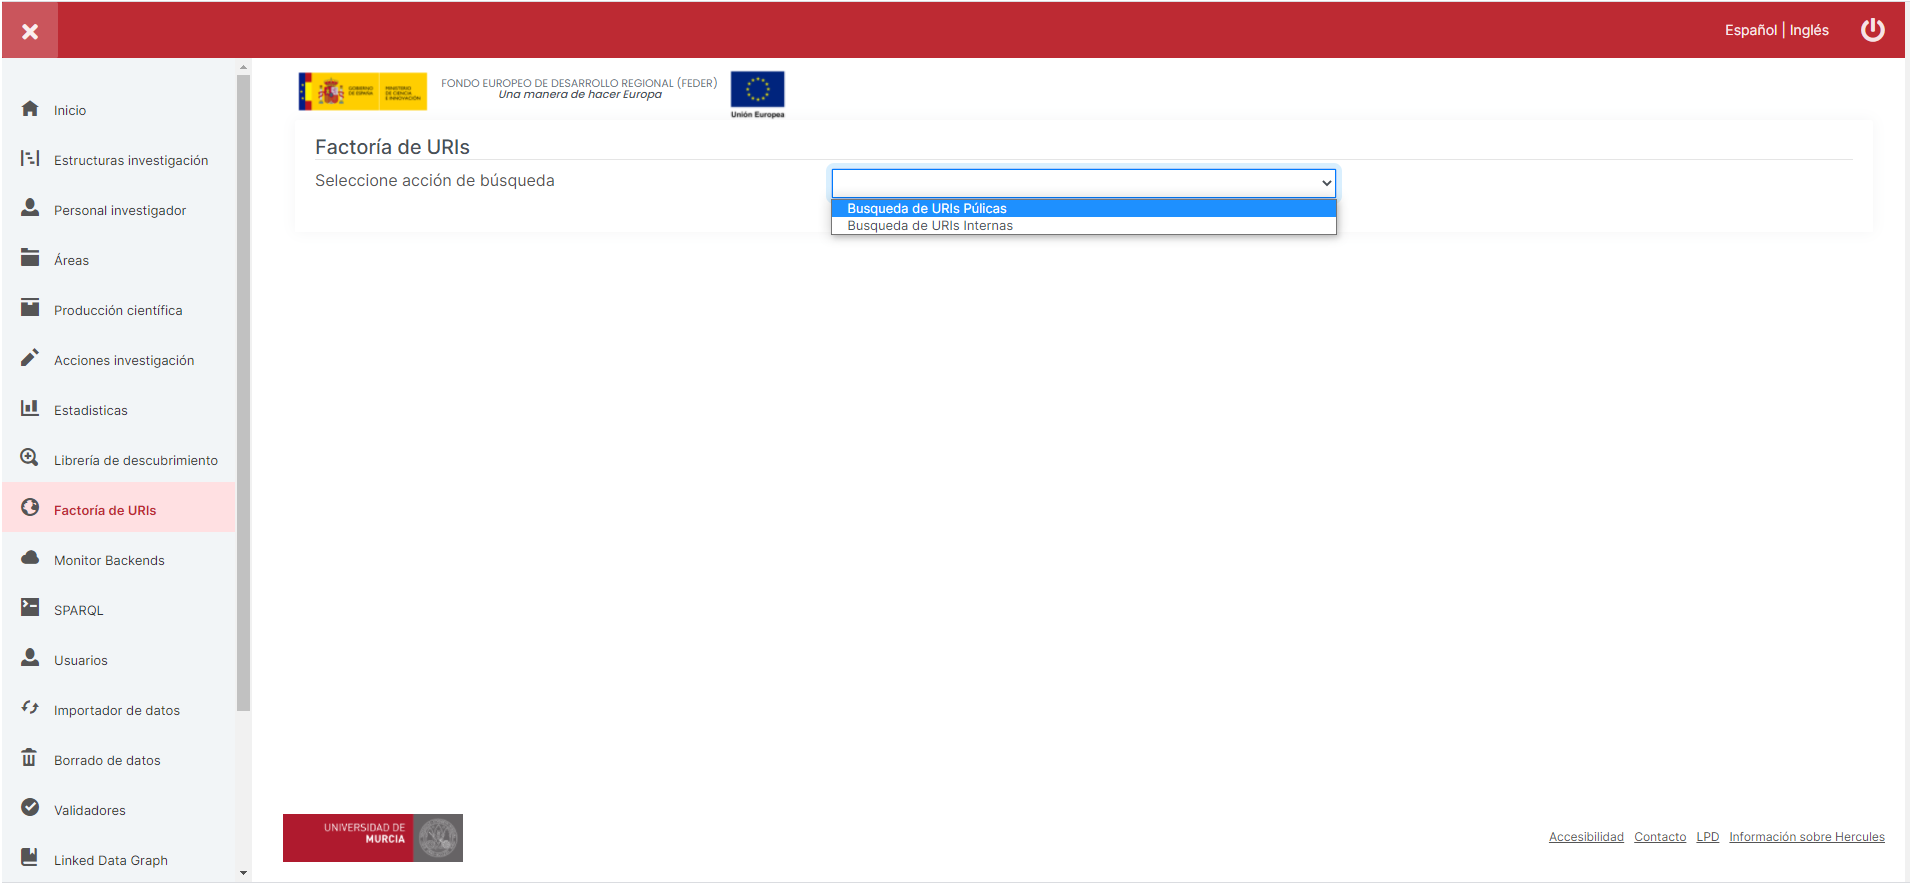 Español | Inglés
Inicio
Estructuras investigación
Personal investigador
Áreas
Producción científica
Acciones investigación
Estadisticas
Librería de descubrimiento
Factoría de URIs
Monitor Backends
SPARQL
Usuarios
Importador de datos
Borrado de datos
Validadores
Linked Data Graph
GOBIERNO
DE ESPAÑA
MINISTERIO
DE CIENCIA
E INNOVACIÓN
FONDO EUROPEO DE DESARROLLO REGIONAL (FEDER)
Una manera de hacer Europa
Unión Europea
Factoría de URIs
Seleccione acción de búsqueda
Busqueda de URIs Púlicas
Busqueda de URIs Internas
UNIVERSIDAD DE
MURCIA
Accesibilidad Contacto LPD Información sobre Hercules